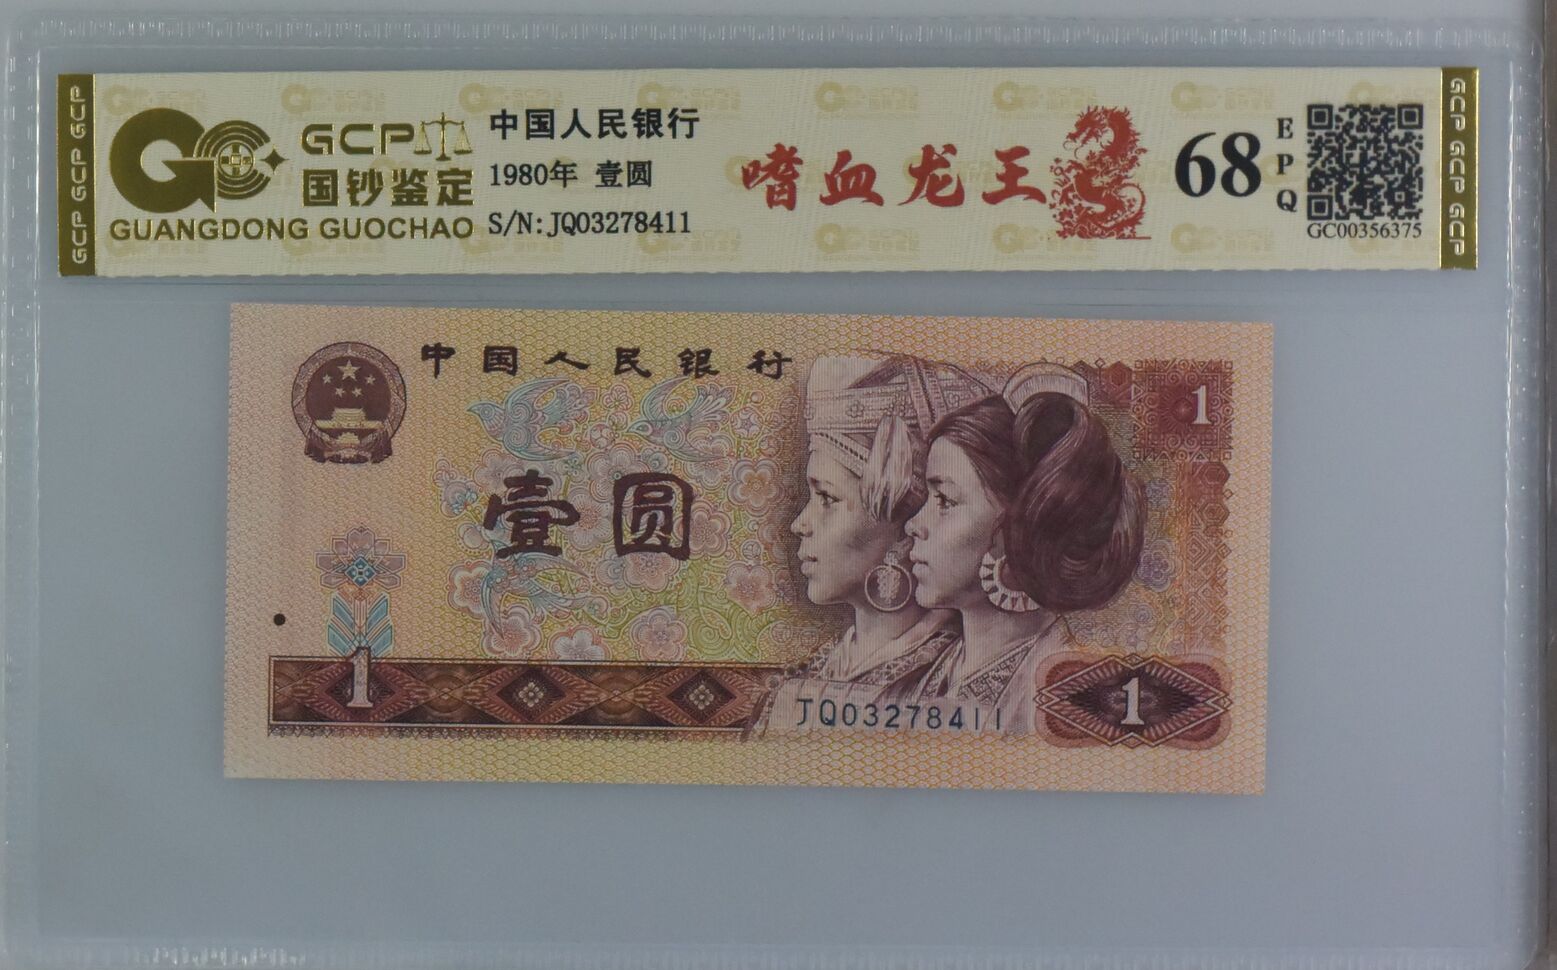 GCP GCP GCP
GCP
国钞鉴定
GUANGDONG GUOCHAO
中国人民银行
1980年 壹圆
S/N: JQ03278411
嗜血龙王
68
EPQ
GC00356375
GCP GCP GCP
中国人民银行
1
壹圆
1
JQ03278411
1